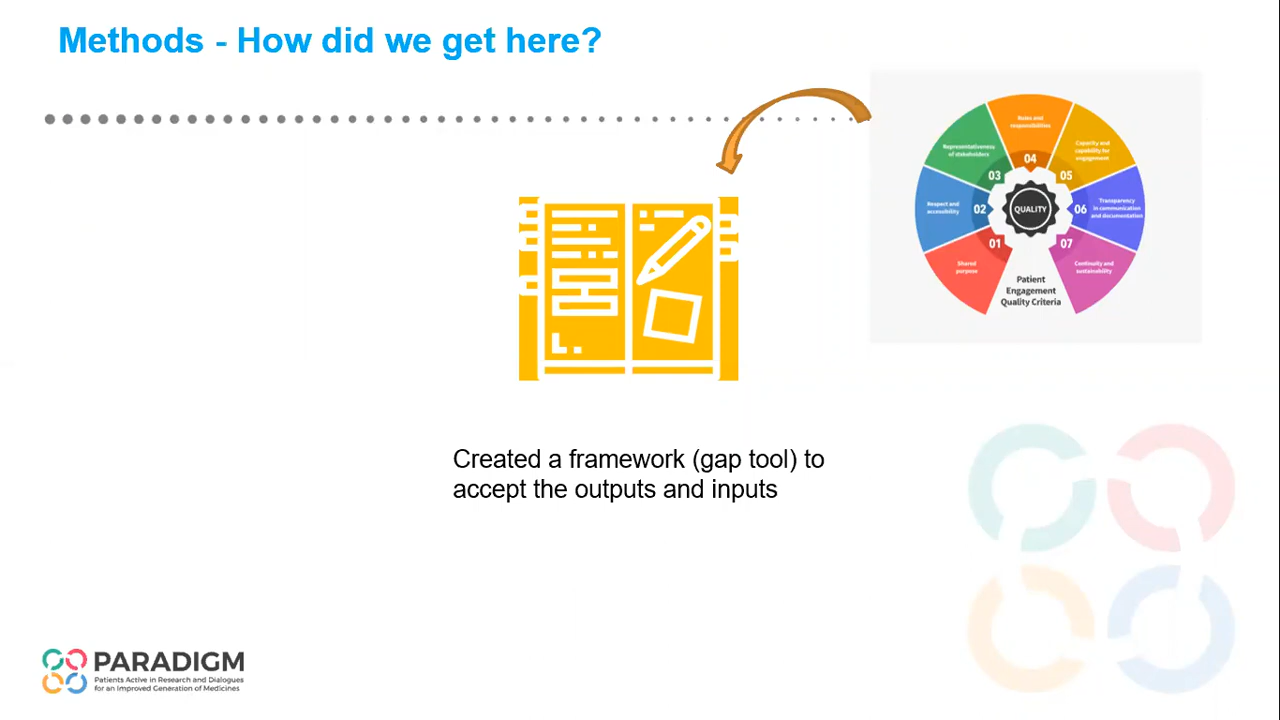 Methods - How did we get here?
Roles and
responsibilities
Representativeness
of stakeholders
Capacity and
capability for
engagement
04
03
05
Respect and
accessibility
02
QUALITY
06
Transparency
in communication
and documentation
01
07
Shared
purpose
Continuity and
sustainability
Patient
Engagement
Quality Criteria
Created a framework (gap tool) to
accept the outputs and inputs
PARADIGM
Patients Active in Research and Dialogues
for an Improved Generation of Medicines